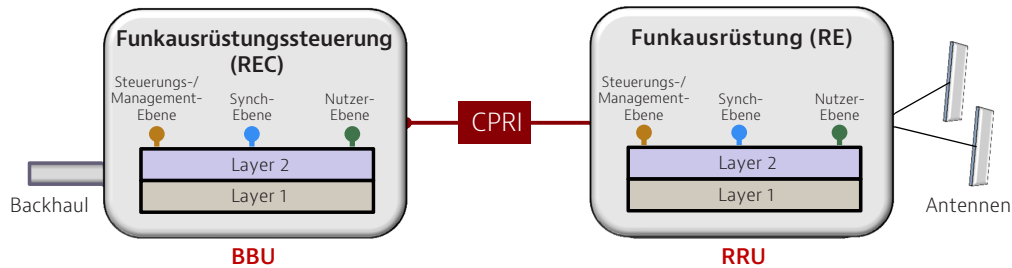 Funkausrüstungssteuerung
(REC)
Steuerungs-/
Management-
Ebene
Synch-
Ebene
Nutzer-
Ebene
Layer 2
Layer 1
Backhaul
BBU
CPRI
Funkausrüstung (RE)
Steuerungs-/
Management-
Ebene
Synch-
Ebene
Nutzer-
Ebene
Layer 2
Layer 1
RRU
Antennen